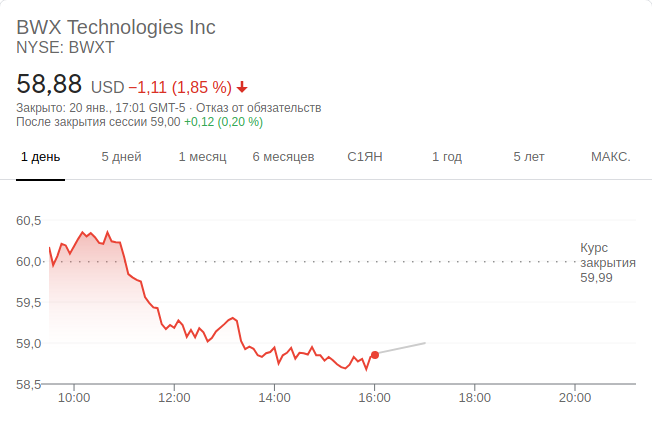 BWX Technologies Inc
NYSE: BWXT
58,88 USD −1,11 (1,85 %)
Закрыто: 20 янв., 17:01 GMT-5 · Отказ от обязательств
После закрытия сессии 59,00 +0,12 (0,20 %)
1 день 5 дней 1 месяц 6 месяцев С1ЯН 1 год 5 лет МАКС.
60,5
60,0
59,5
59,0
58,5
Курс
закрытия
59,99
10:00 12:00 14:00 16:00 18:00 20:00